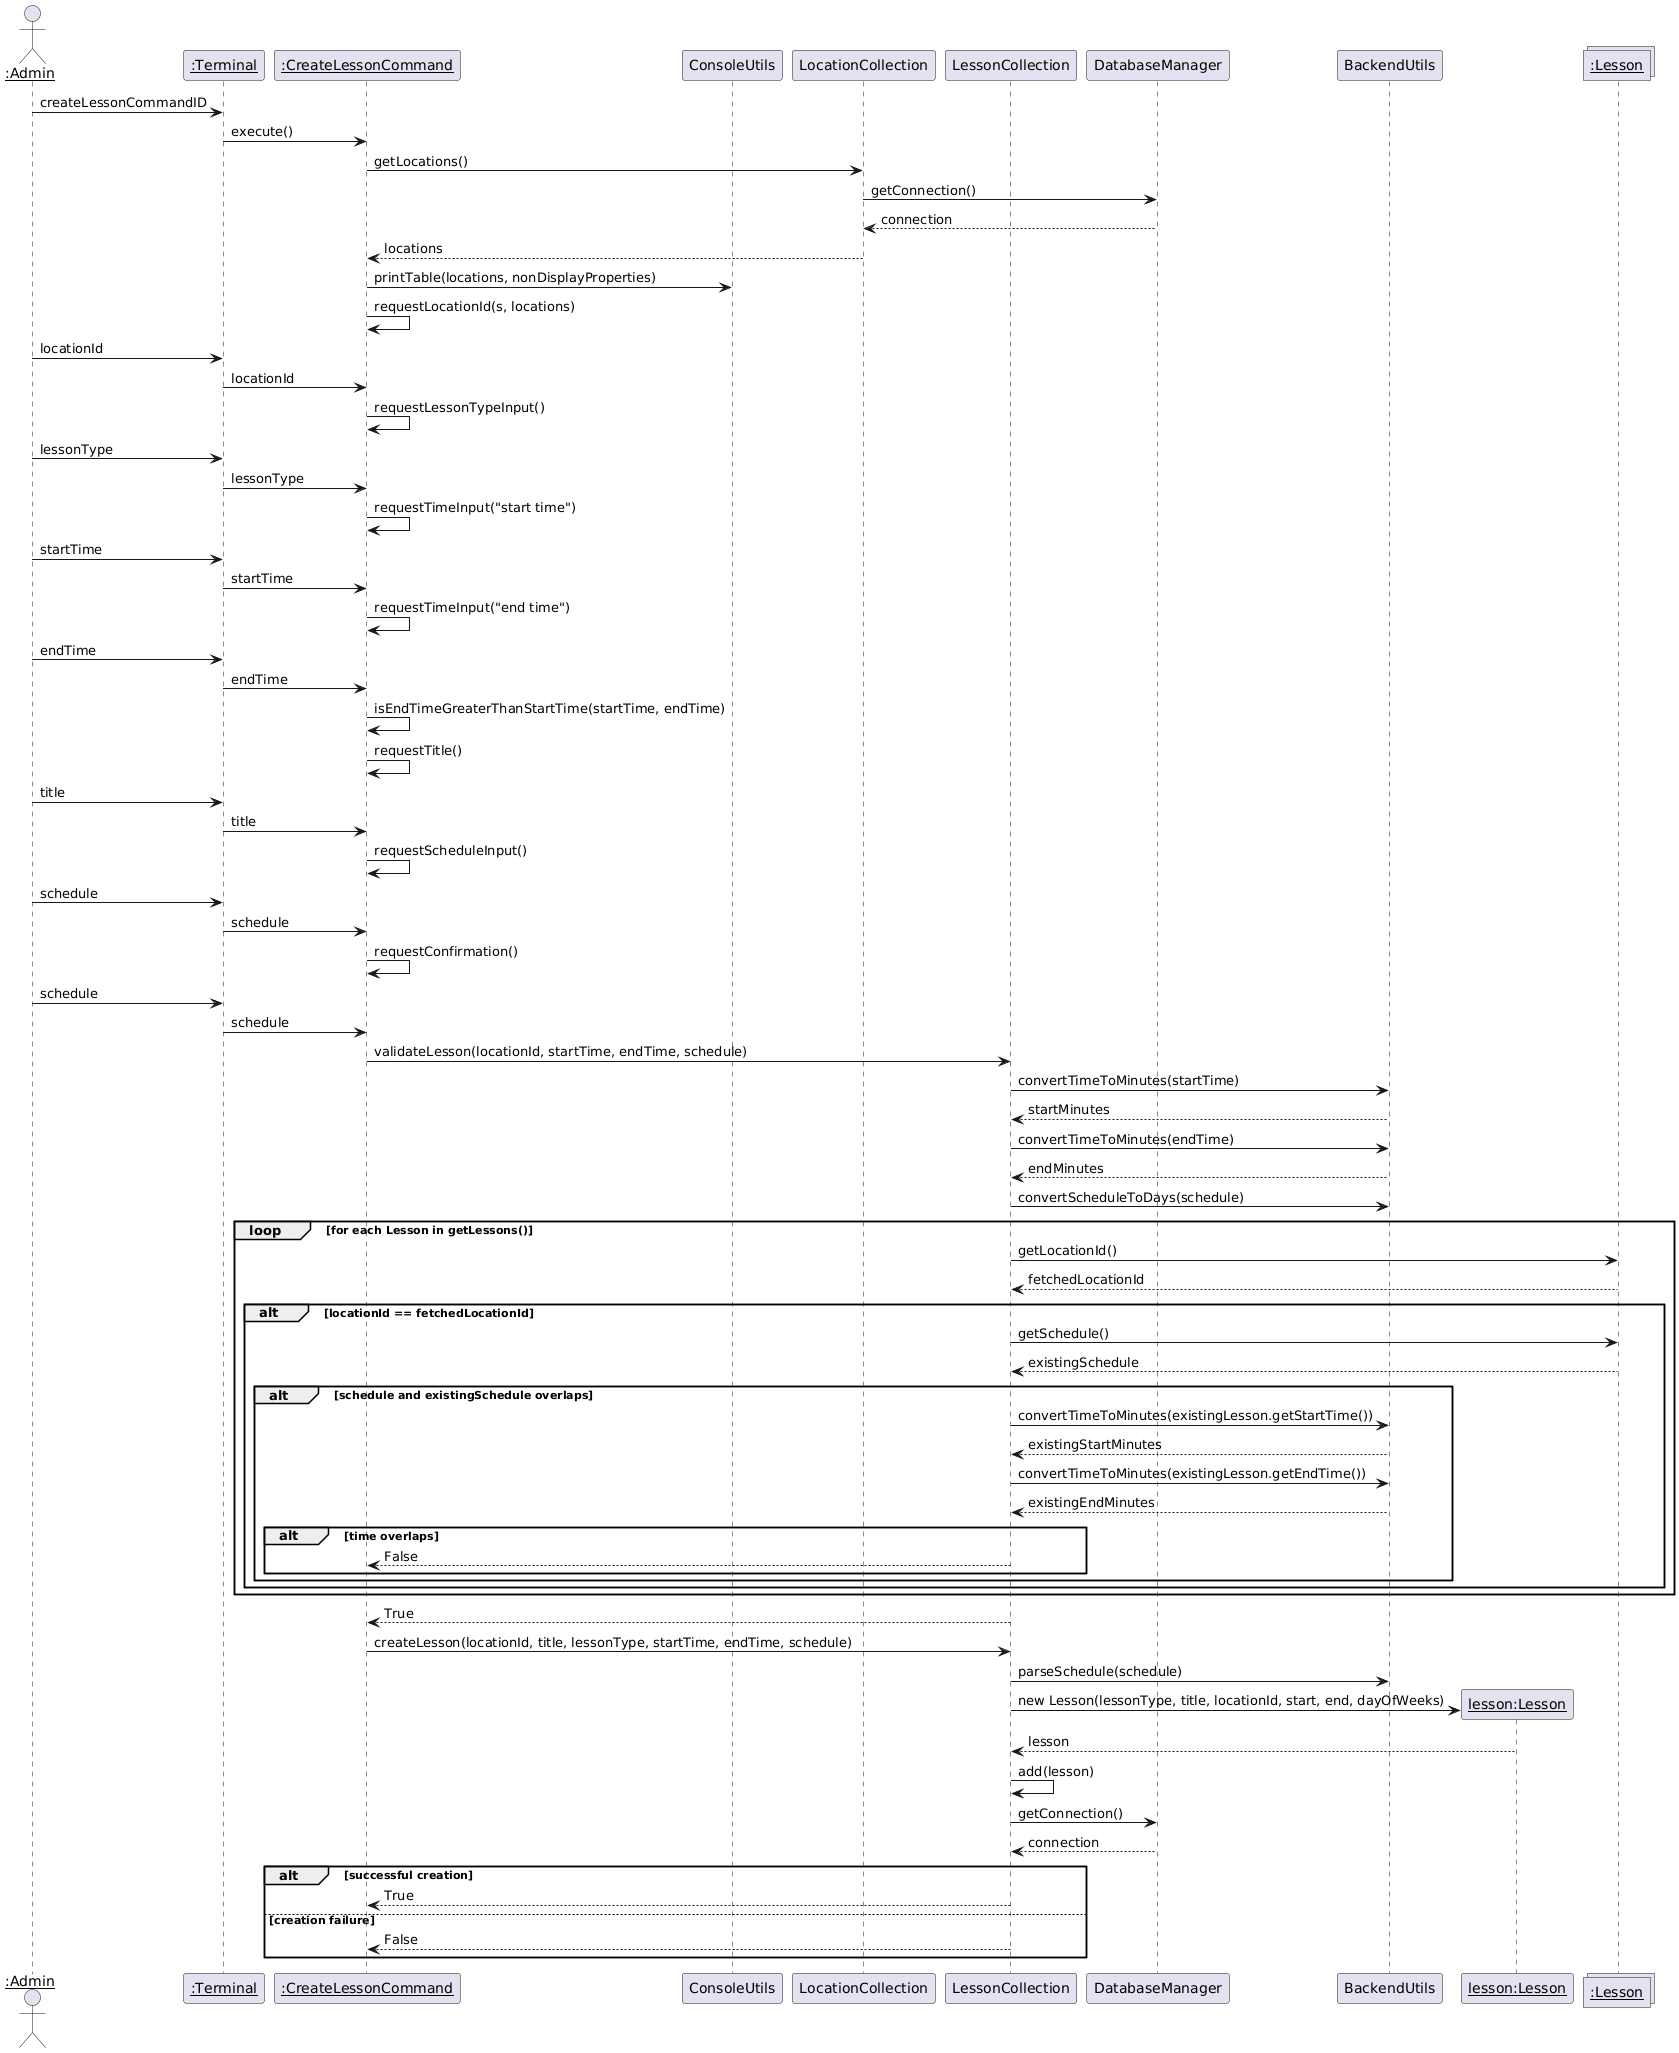 :Admin
:Terminal
:CreateLessonCommand
ConsoleUtils
LocationCollection
LessonCollection
DatabaseManager
BackendUtils
:Lesson
createLessonCommandID
execute()
getLocations()
getConnection()
connection
locations
printTable(locations, nonDisplayProperties)
requestLocationId(s, locations)
locationId
locationId
requestLessonTypeInput()
lessonType
lessonType
requestTimeInput("start time")
startTime
startTime
requestTimeInput("end time")
endTime
endTime
isEndTimeGreaterThanStartTime(startTime, endTime)
requestTitle()
title
title
requestScheduleInput()
schedule
schedule
requestConfirmation()
schedule
schedule
validateLesson(locationId, startTime, endTime, schedule)
convertTimeToMinutes(startTime)
startMinutes
convertTimeToMinutes(endTime)
endMinutes
convertScheduleToDays(schedule)
loop [for each Lesson in getLessons()]
getLocationId()
fetchedLocationId
alt [locationId == fetchedLocationId]
getSchedule()
existingSchedule
alt [schedule and existingSchedule overlaps]
convertTimeToMinutes(existingLesson.getStartTime())
existingStartMinutes
convertTimeToMinutes(existingLesson.getEndTime())
existingEndMinutes
alt [time overlaps]
False
True
createLesson(locationId, title, lessonType, startTime, endTime, schedule)
parseSchedule(schedule)
new Lesson(lessonType, title, locationId, start, end, dayOfWeeks)
lesson:Lesson
lesson
add(lesson)
getConnection()
connection
alt [successful creation]
True
[creation failure]
False
:Admin
:Terminal
:CreateLessonCommand
ConsoleUtils
LocationCollection
LessonCollection
DatabaseManager
BackendUtils
lesson:Lesson
:Lesson